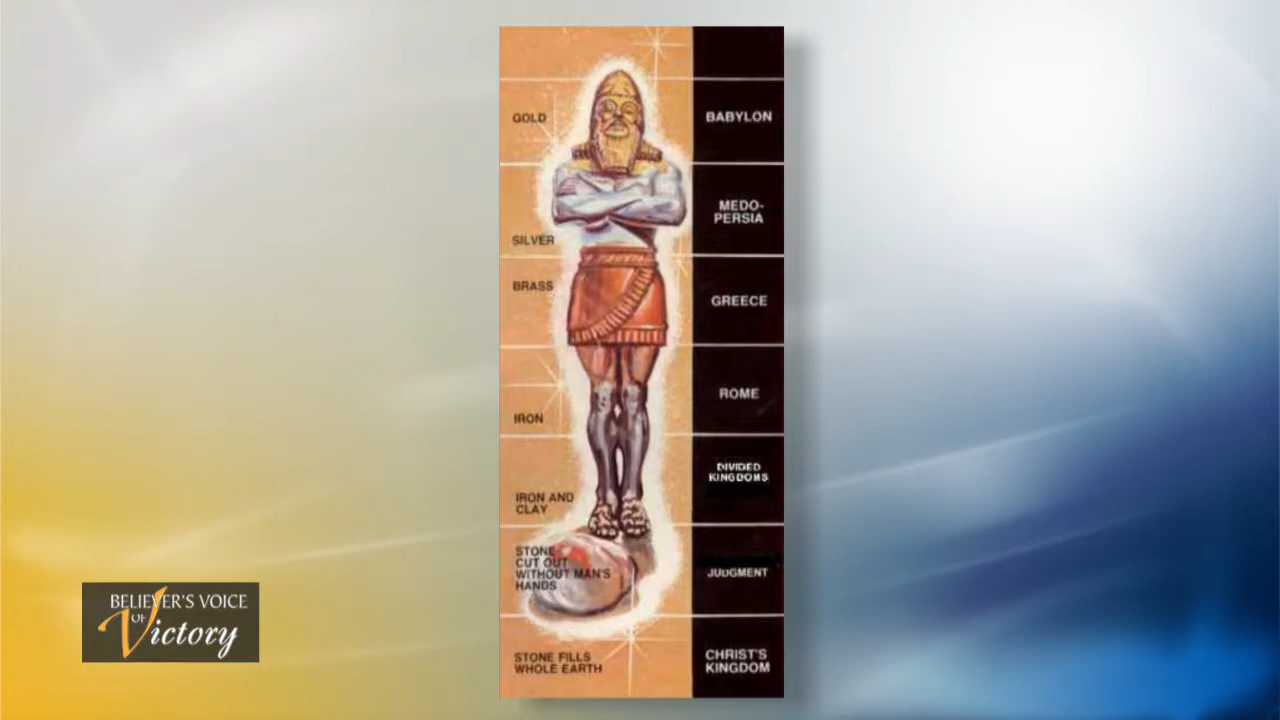 GOLD
BABYLON
MEDO-
PERSIA
SILVER
BRASS
GREECE
ROME
IRON
DIVIDED
KINGDOMS
IRON AND
CLAY
STONE
CUT OUT
WITHOUT MAN'S
HANDS
JUDGMENT
STONE FILLS
WHOLE EARTH
CHRIST'S
KINGDOM
BELIEVER'S VOICE
OF
Victory